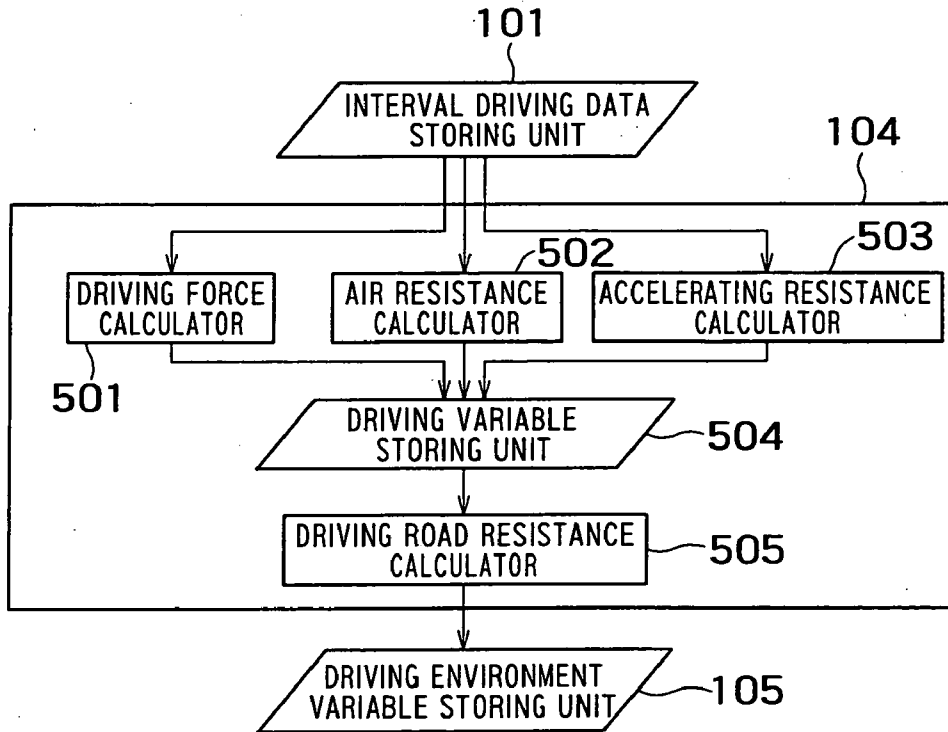 101
INTERVAL DRIVING DATA
STORING UNIT
104
502
503
DRIVING FORCE
CALCULATOR
AIR RESISTANCE
CALCULATOR
ACCELERATING RESISTANCE
CALCULATOR
501
DRIVING VARIABLE
STORING UNIT
504
DRIVING ROAD RESISTANCE
CALCULATOR
505
DRIVING ENVIRONMENT
VARIABLE STORING UNIT
105